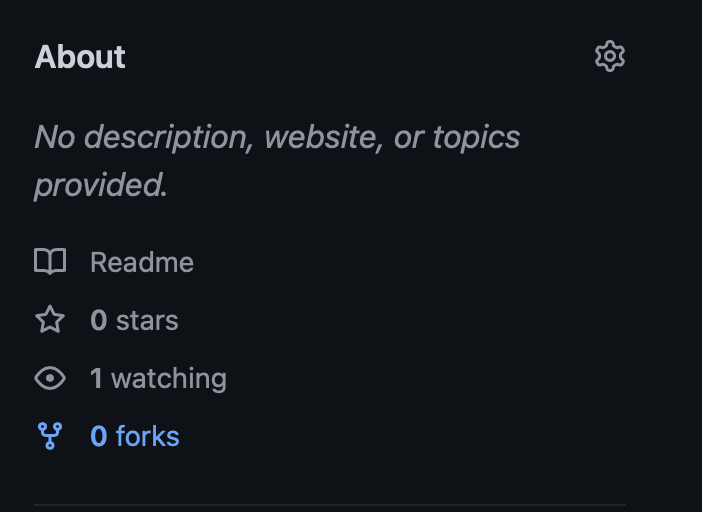 About
No description, website, or topics
provided.
Readme
0 stars
1 watching
0 forks